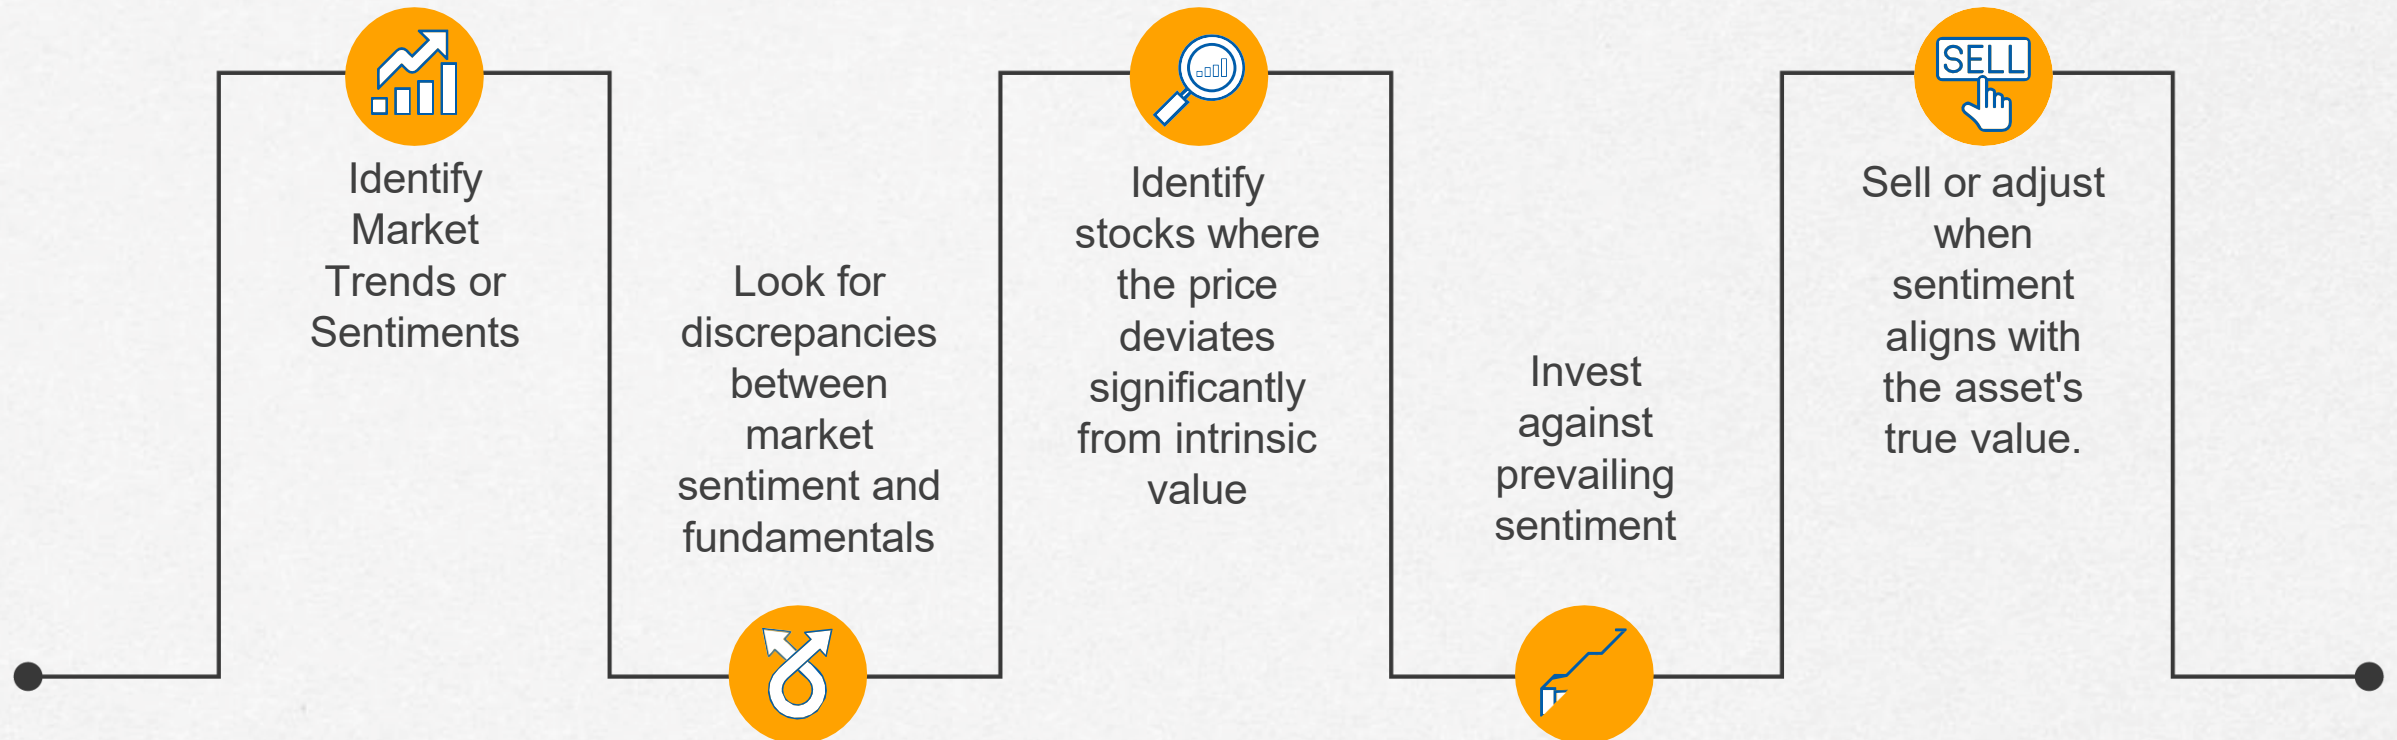 Identify
Market
Trends or
Sentiments
Look for
discrepancies
between
market
sentiment and
fundamentals
Identify
stocks where
the price
deviates
significantly
from intrinsic
value
Invest
against
prevailing
sentiment
SELL
Sell or adjust
when
sentiment
aligns with
the asset's
true value.